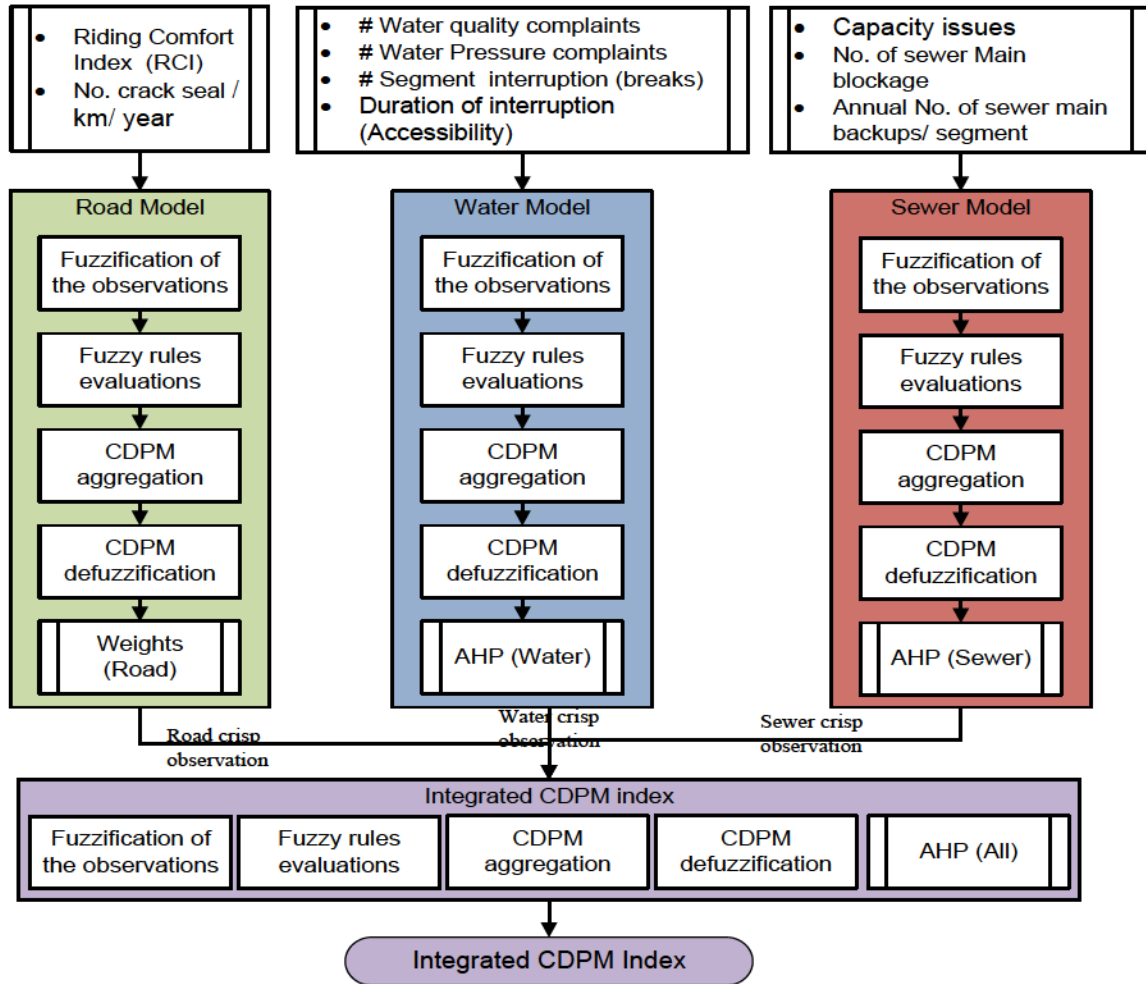 • Riding Comfort
Index (RCI)
• No. crack seal /
km/ year
• # Water quality complaints
• # Water Pressure complaints
• # Segment interruption (breaks)
• Duration of interruption
(Accessibility)
• Capacity issues
• No. of sewer Main
blockage
• Annual No. of sewer main
backups/ segment
Road Model
Fuzzification of
the observations
Fuzzy rules
evaluations
CDPM
aggregation
CDPM
defuzzification
Weights
(Road)
Water Model
Fuzzification of
the observations
Fuzzy rules
evaluations
CDPM
aggregation
CDPM
defuzzification
AHP (Water)
Sewer Model
Fuzzification of
the observations
Fuzzy rules
evaluations
CDPM
aggregation
CDPM
defuzzification
AHP (Sewer)
Road crisp
observation
Water crisp
observation
Sewer crisp
observation
Integrated CDPM index
Fuzzification of
the observations
Fuzzy rules
evaluations
CDPM
aggregation
CDPM
defuzzification
AHP (All)
Integrated CDPM Index